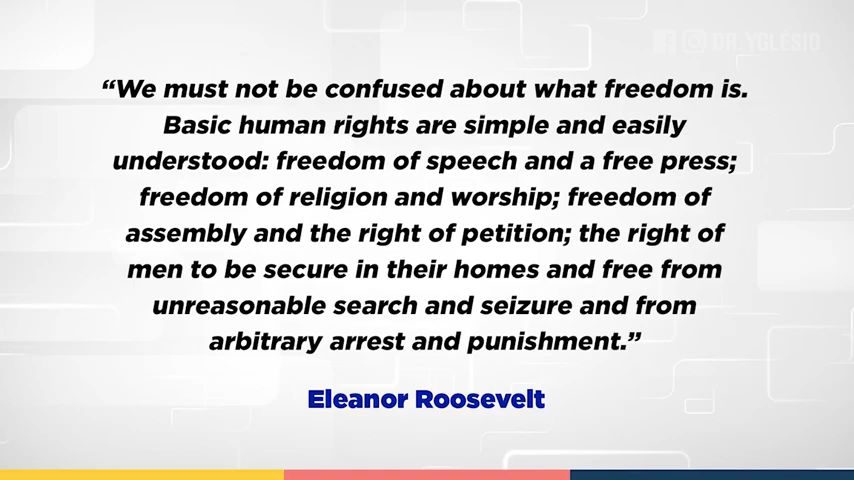 DR. YGLÉSIO
“We must not be confused about what freedom is.
Basic human rights are simple and easily
understood: freedom of speech and a free press;
freedom of religion and worship; freedom of
assembly and the right of petition; the right of
men to be secure in their homes and free from
unreasonable search and seizure and from
arbitrary arrest and punishment.”
Eleanor Roosevelt